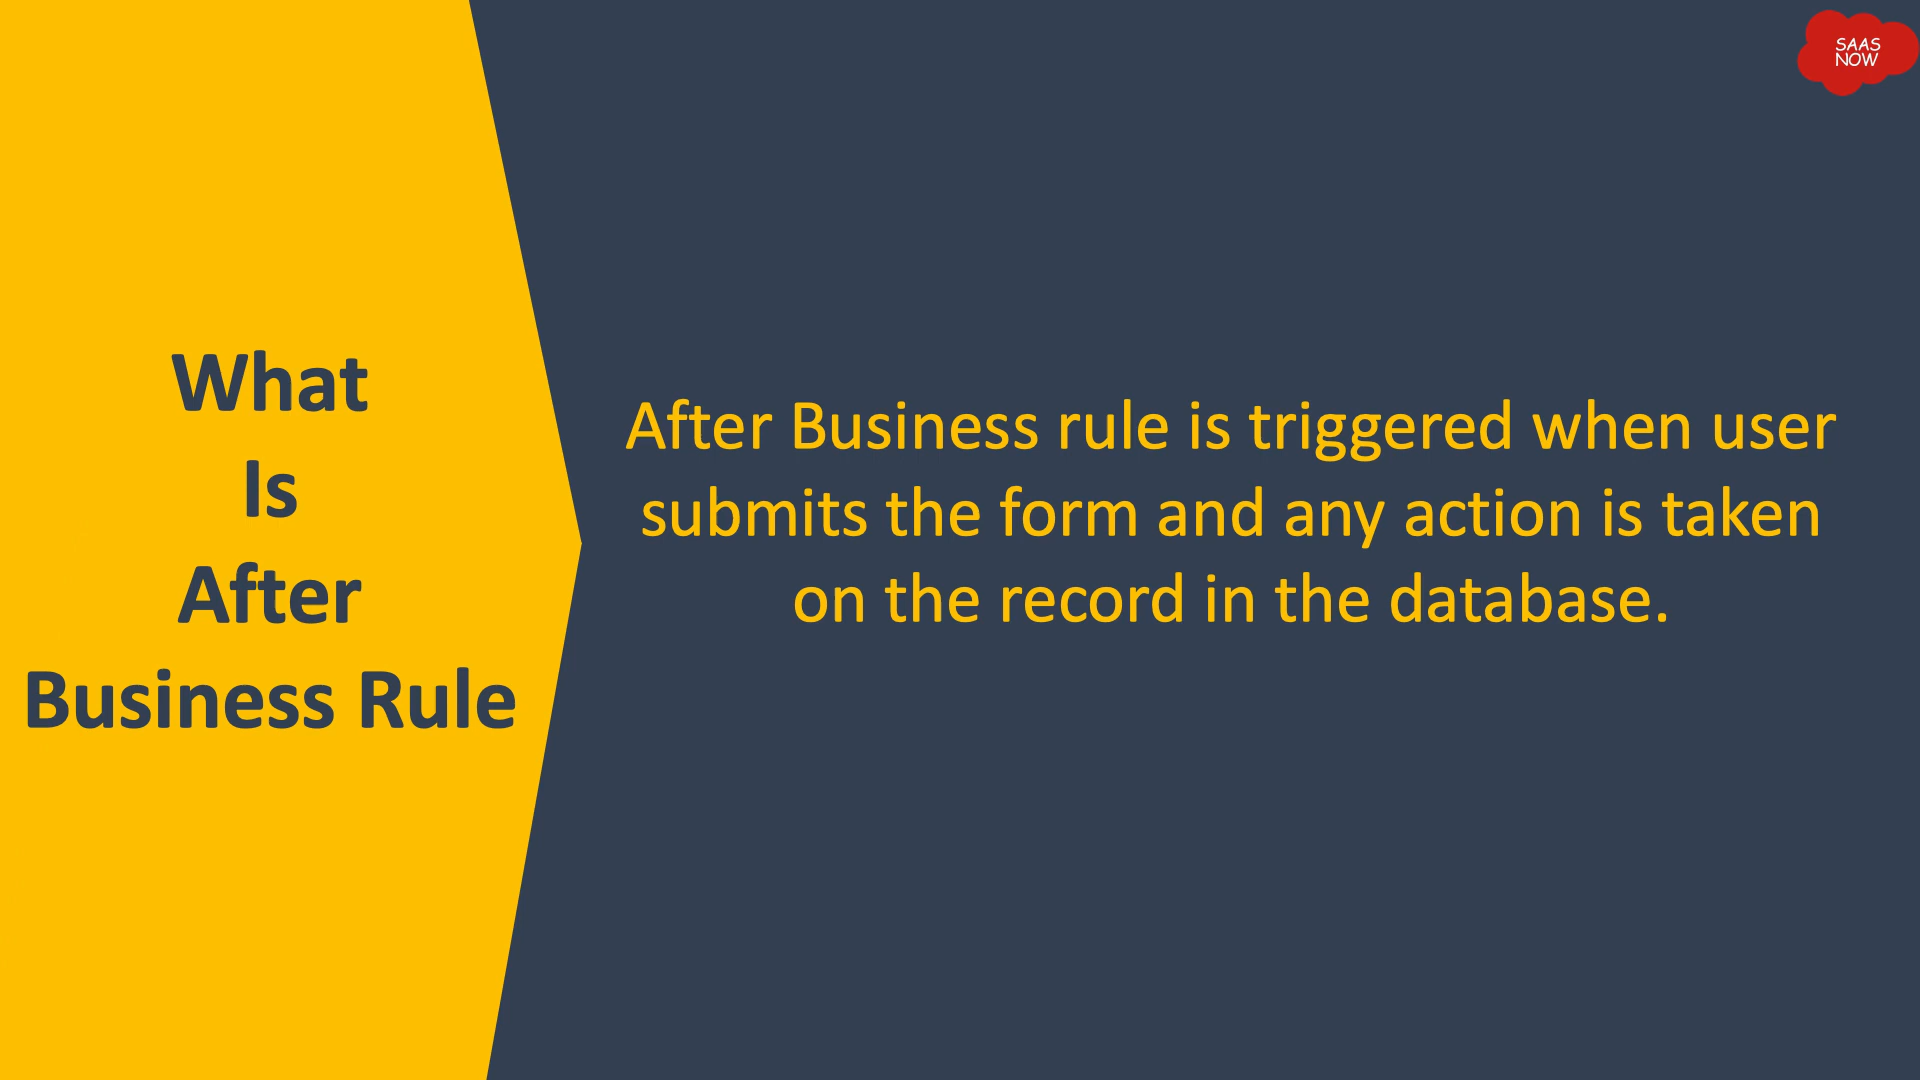 What
Is
After
Business Rule
After Business rule is triggered when user
submits the form and any action is taken
on the record in the database.
SAAS
NOW